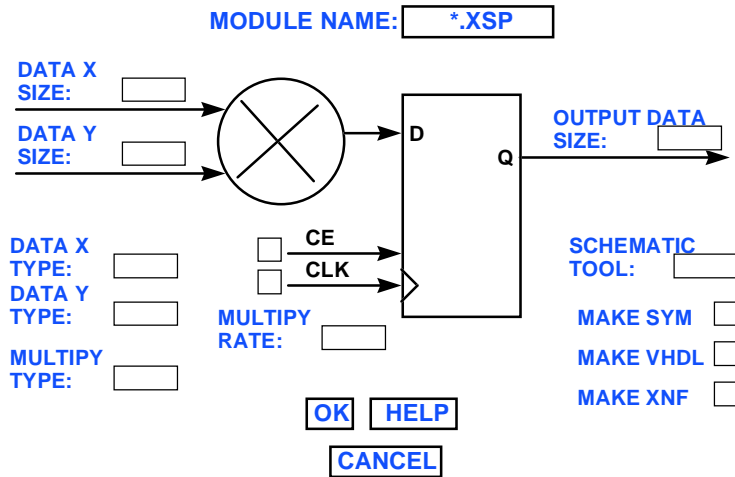 MODULE NAME: *.XSP
DATA X
SIZE:
DATA Y
SIZE:
D
Q
OUTPUT DATA
SIZE:
CE
CLK
DATA X
TYPE:
DATA Y
TYPE:
MULTIPY
TYPE:
MULTIPY
RATE:
SCHEMATIC
TOOL:
MAKE SYM
MAKE VHDL
MAKE XNF
OK HELP
CANCEL